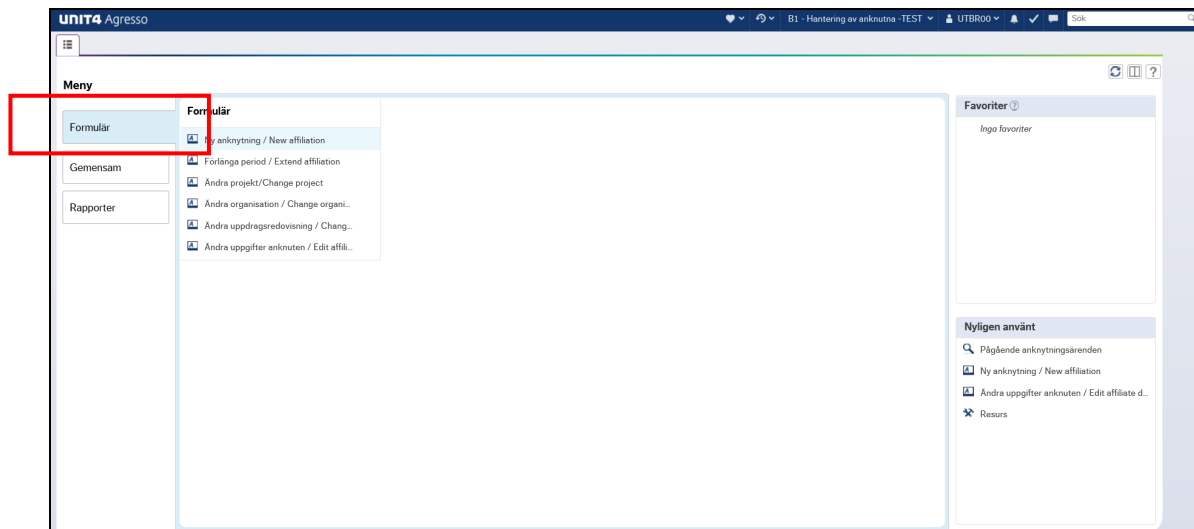 UNIT4 Agresso
B1 - Hantering av anknutna -TEST
UTBR00
Sök
Meny
Formulär
Gemensam
Rapporter
Formulär
Ny anknytning / New affiliation
Förlänga period / Extend affiliation
Ändra projekt/Change project
Ändra organisation / Change organi...
Ändra uppdragsredovisning / Chang...
Ändra uppgifter anknuten / Edit affili...
Favoriter ?
Inga favoriter
Nyligen använt
Pågående anknytningsärenden
Ny anknytning / New affiliation
Ändra uppgifter anknuten / Edit affiliate d...
Resurs